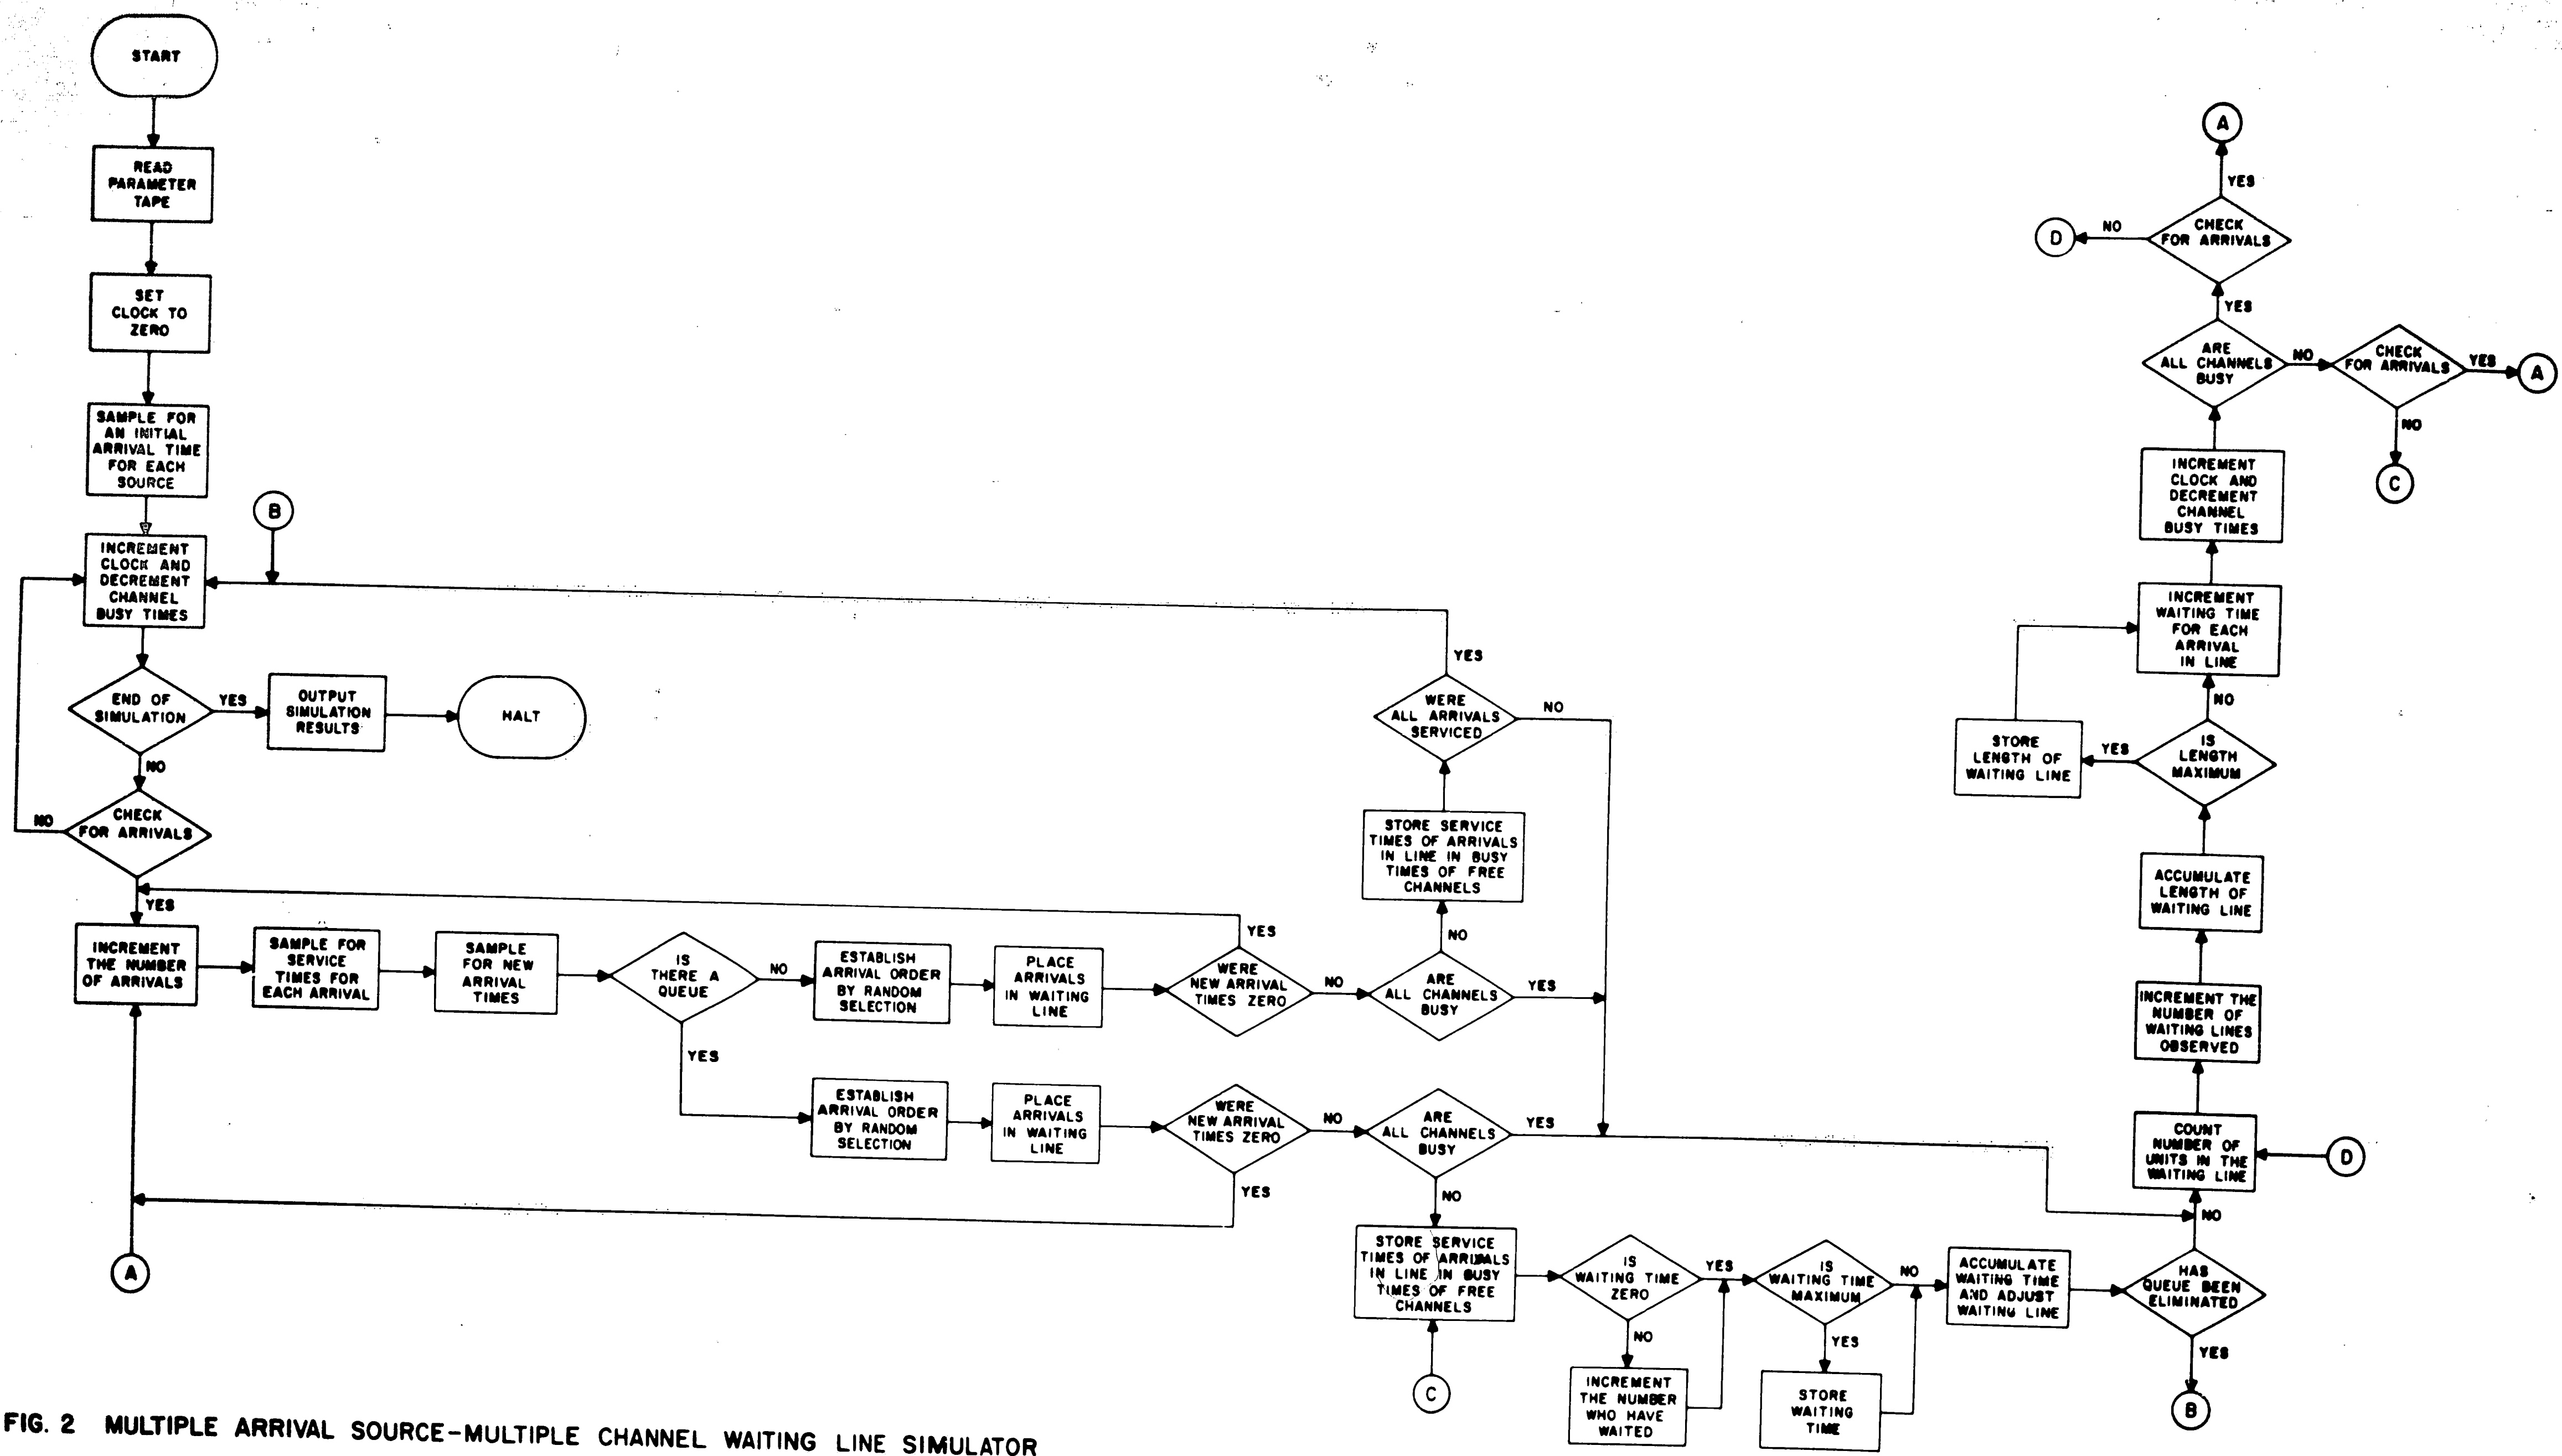 START
READ
PARAMETER
TAPE
SET
CLOCK TO
ZERO
SAMPLE FOR
AN INITIAL
ARRIVAL TIME
FOR EACH
SOURCE
B
INCREMENT
CLOCK AND
DECREMENT
CHANNEL
BUSY TIMES
END OF
SIMULATION
YES
OUTPUT
SIMULATION
RESULTS
HALT
NO
CHECK
FOR ARRIVALS
NO
YES
INCREMENT
THE NUMBER
OF ARRIVALS
SAMPLE FOR
SERVICE
TIMES FOR
EACH ARRIVAL
SAMPLE
FOR NEW
ARRIVAL
TIMES
IS
THERE A
QUEUE
NO
ESTABLISH
ARRIVAL ORDER
BY RANDOM
SELECTION
PLACE
ARRIVALS
IN WAITING
LINE
YES
WERE
NEW ARRIVAL
TIMES ZERO
NO
ARE
ALL CHANNELS
BUSY
YES
NO
STORE SERVICE
TIMES OF ARRIVALS
IN LINE IN BUSY
TIMES OF FREE
CHANNELS
WERE
ALL ARRIVALS
SERVICED
YES
NO
YES
ESTABLISH
ARRIVAL ORDER
BY RANDOM
SELECTION
PLACE
ARRIVALS
IN WAITING
LINE
WERE
NEW ARRIVAL
TIMES ZERO
NO
YES
ARE
ALL CHANNELS
BUSY
YES
NO
A
STORE SERVICE
TIMES OF ARRIVALS
IN LINE IN BUSY
TIMES OF FREE
CHANNELS
C
IS
WAITING TIME
ZERO
YES
NO
INCREMENT
THE NUMBER
WHO HAVE
WAITED
IS
WAITING TIME
MAXIMUM
NO
YES
STORE
WAITING
TIME
ACCUMULATE
WAITING TIME
AND ADJUST
WAITING LINE
HAS
QUEUE BEEN
ELIMINATED
YES
B
NO
COUNT
NUMBER OF
UNITS IN THE
WAITING LINE
D
INCREMENT THE
NUMBER OF
WAITING LINES
OBSERVED
ACCUMULATE
LENGTH OF
WAITING LINE
IS
LENGTH
MAXIMUM
YES
STORE
LENGTH OF
WAITING LINE
NO
INCREMENT
WAITING TIME
FOR EACH
ARRIVAL
IN LINE
INCREMENT
CLOCK AND
DECREMENT
CHANNEL
BUSY TIMES
ARE
ALL CHANNELS
BUSY
NO
CHECK
FOR ARRIVALS
YES
A
NO
C
YES
CHECK
FOR ARRIVALS
NO
D
YES
A
FIG. 2 MULTIPLE ARRIVAL SOURCE-MULTIPLE CHANNEL WAITING LINE SIMULATOR